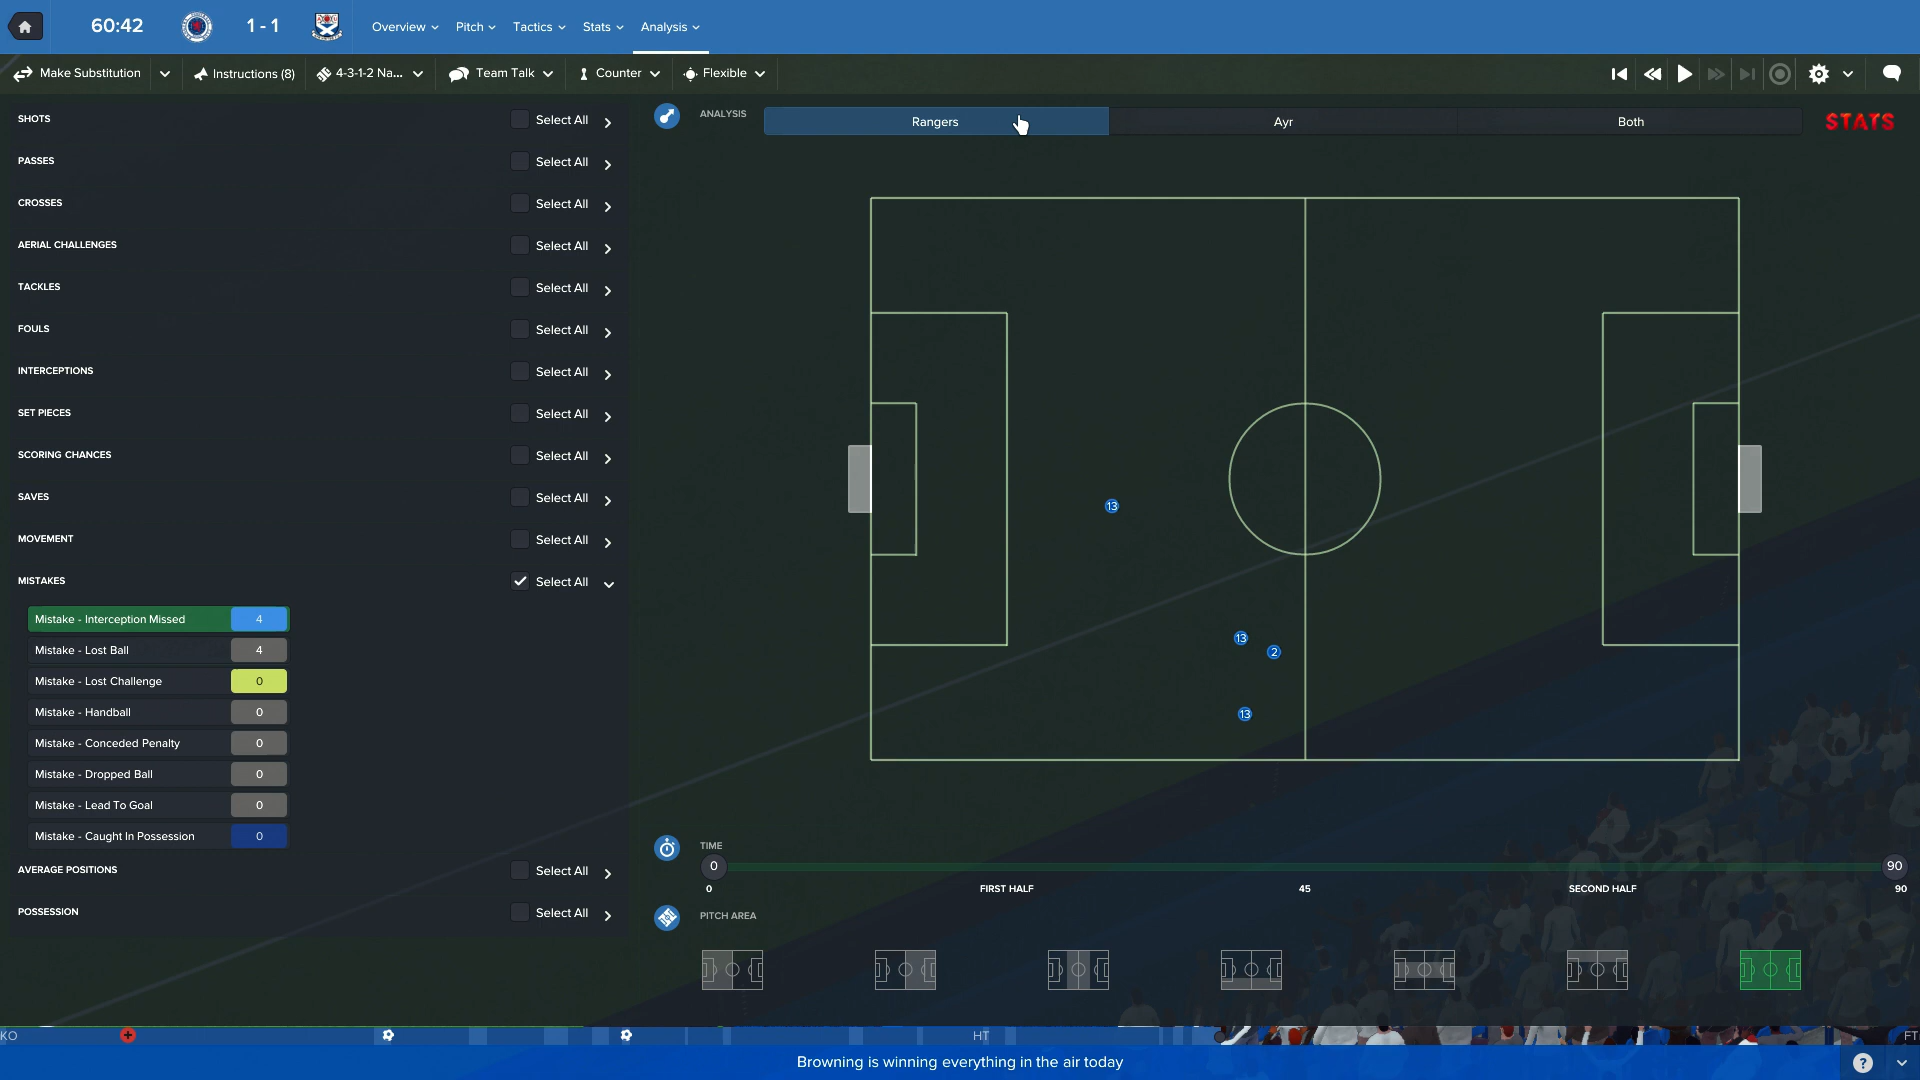 60:42 1 - 1 Overview Pitch Tactics Stats Analysis
Make Substitution Instructions (8) 4-3-1-2 Na... Team Talk Counter Flexible
SHOTS Select All
PASSES Select All
CROSSES Select All
AERIAL CHALLENGES Select All
TACKLES Select All
FOULS Select All
INTERCEPTIONS Select All
SET PIECES Select All
SCORING CHANCES Select All
SAVES Select All
MOVEMENT Select All
MISTAKES Select All
Mistake - Interception Missed 4
Mistake - Lost Ball 4
Mistake - Lost Challenge 0
Mistake - Handball 0
Mistake - Conceded Penalty 0
Mistake - Dropped Ball 0
Mistake - Lead To Goal 0
Mistake - Caught In Possession 0
AVERAGE POSITIONS Select All
POSSESSION Select All
ANALYSIS Rangers Ayr Both STATS
13
13
2
13
TIME
0 90
0 FIRST HALF 45 SECOND HALF 90
PITCH AREA
KO HT FT
Browning is winning everything in the air today ?